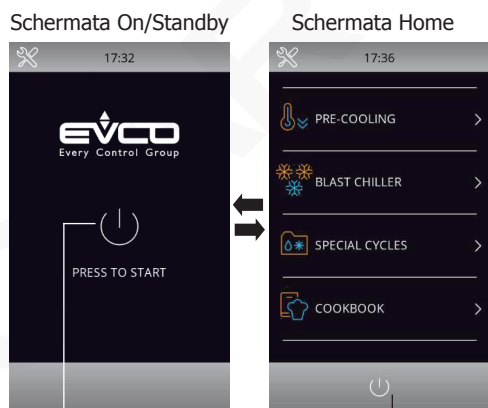 Schermata On/Standby
17:32
EVCO
Every Control Group
PRESS TO START
Schermata Home
17:36
PRE-COOLING
BLAST CHILLER
SPECIAL CYCLES
COOKBOOK